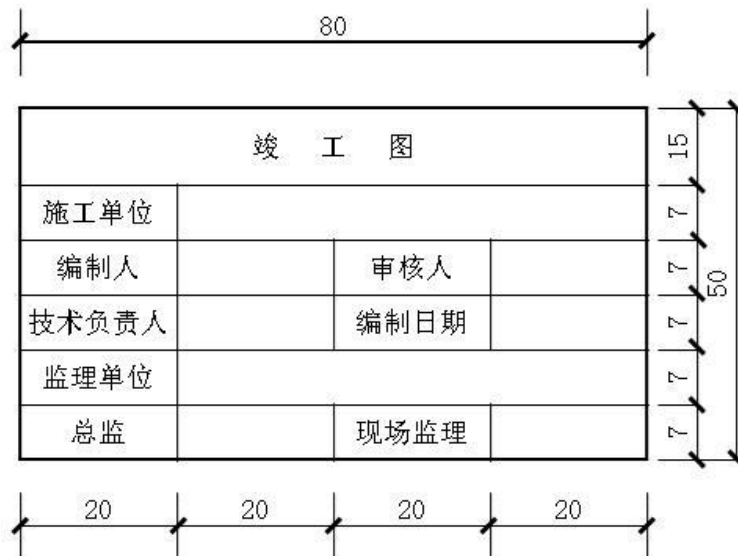 80
竣 工 图
15
施工单位
7
编制人 审核人
7
50
技术负责人 编制日期
7
监理单位
7
总监 现场监理
7
20 20 20 20